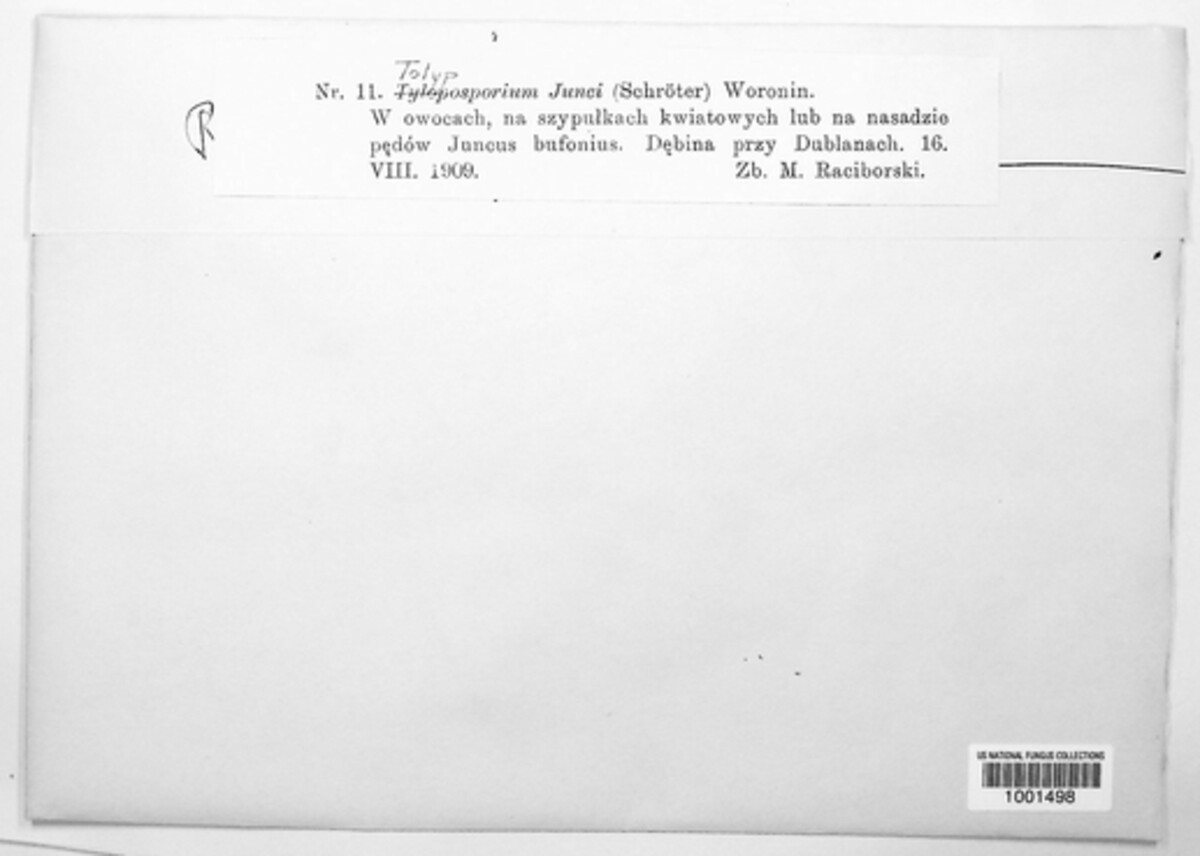 Tolyp
Nr. 11. Tyloposporium Junci (Schröter) Woronin.
W owocach, na szypułkach kwiatowych lub na nasadzie
pędów Juncus bufonius. Dębina przy Dublanach. 16.
VIII. 1909. Zb. M. Raciborski.
R
US NATIONAL FUNGUS COLLECTIONS
1001498